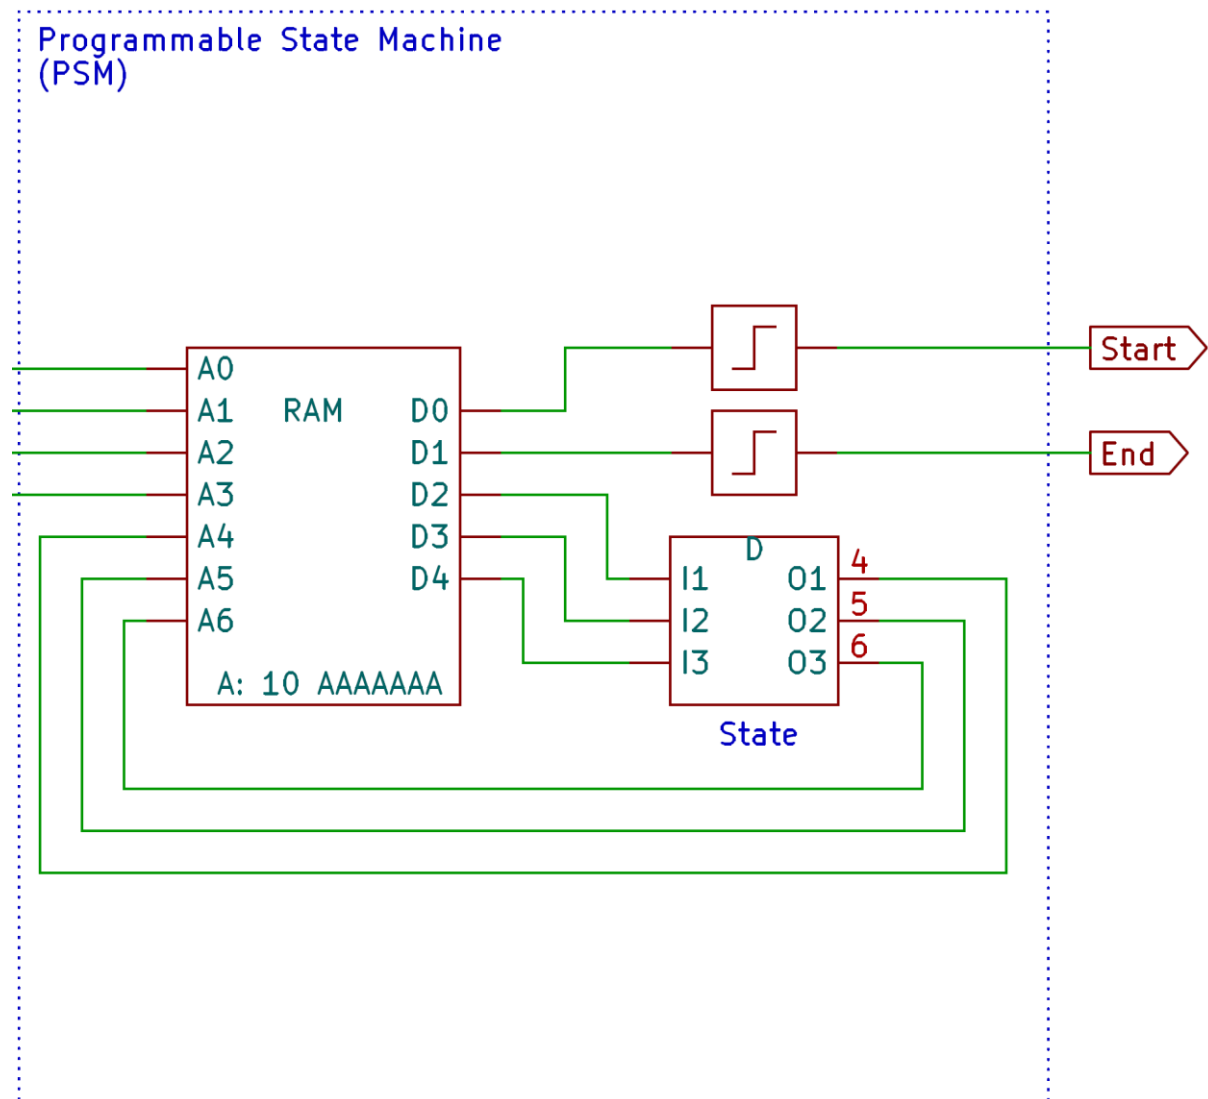 Programmable State Machine
(PSM)
Start
A0
A1 RAM D0
A2 D1
End
A3 D2
A4 D3
A5 D4
A6
A: 10 AAAAAAA
D
I1 O1 4
I2 O2 5
I3 O3 6
State